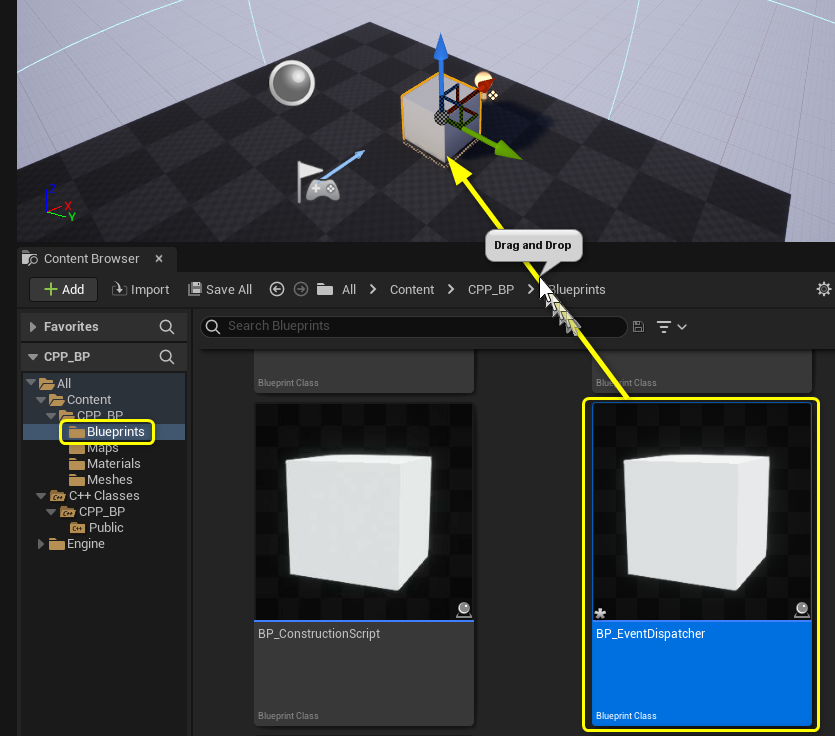 Z
X
Y
Drag and Drop
Content Browser
Add
Import
Save All
All
Content
CPP_BP
Blueprints
Favorites
Search Blueprints
CPP_BP
All
Content
CPP_BP
Blueprints
Maps
Materials
Meshes
C++ Classes
CPP_BP
Public
Engine
Blueprint Class
Blueprint Class
BP_ConstructionScript
Blueprint Class
BP_EventDispatcher
Blueprint Class